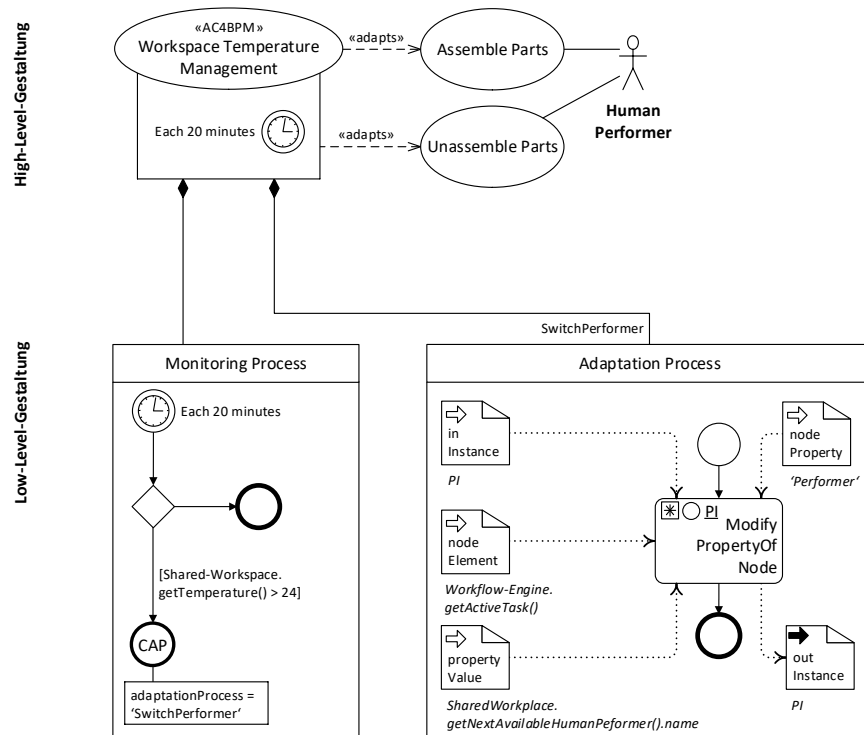 High-Level-Gestaltung
«AC4BPM»
Workspace Temperature
Management
«adapts»
Assemble Parts
Each 20 minutes
«adapts»
Unassemble Parts
Human
Performer
SwitchPerformer
Low-Level-Gestaltung
Monitoring Process
Each 20 minutes
[Shared-Workspace.
getTemperature() > 24]
CAP
adaptationProcess =
‘SwitchPerformer‘
Adaptation Process
in
Instance
PI
node
Property
‘Performer‘
PI
Modify
PropertyOf
Node
node
Element
Workflow-Engine.
getActiveTask()
property
Value
SharedWorkplace.
getNextAvailableHumanPeformer().name
out
Instance
PI